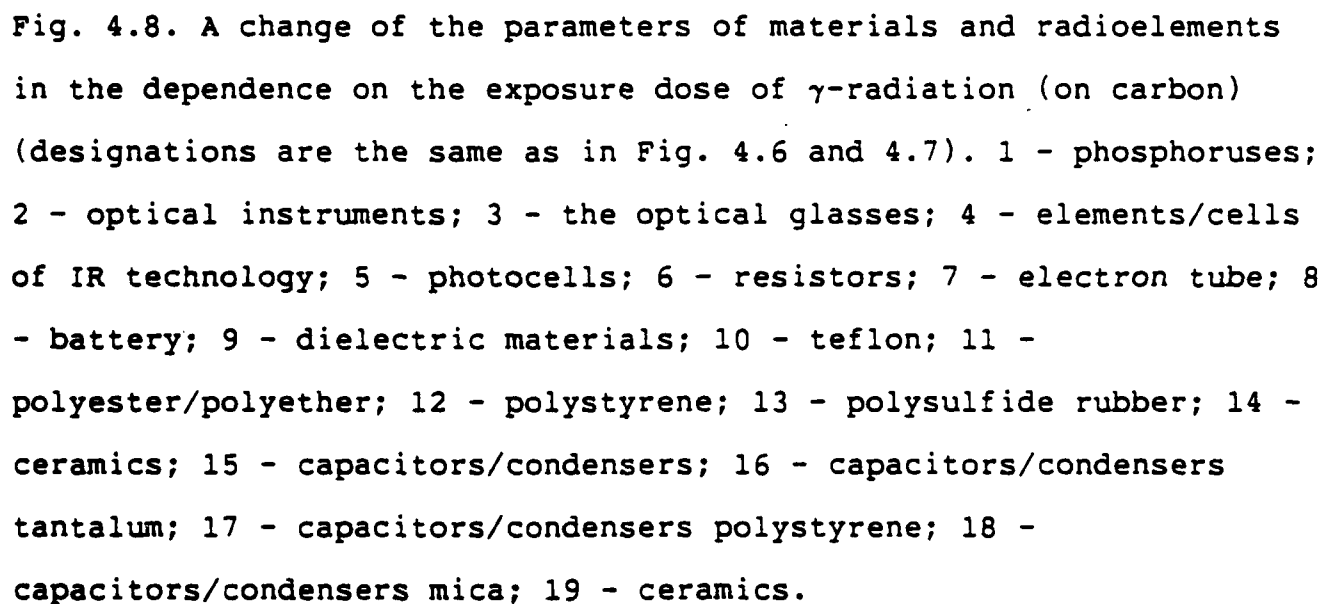 Fig. 4.8. A change of the parameters of materials and radioelements
in the dependence on the exposure dose of γ-radiation (on carbon)
(designations are the same as in Fig. 4.6 and 4.7). 1 - phosphoruses;
2 - optical instruments; 3 - the optical glasses; 4 - elements/cells
of IR technology; 5 - photocells; 6 - resistors; 7 - electron tube; 8
- battery; 9 - dielectric materials; 10 - teflon; 11 -
polyester/polyether; 12 - polystyrene; 13 - polysulfide rubber; 14 -
ceramics; 15 - capacitors/condensers; 16 - capacitors/condensers
tantalum; 17 - capacitors/condensers polystyrene; 18 -
capacitors/condensers mica; 19 - ceramics.